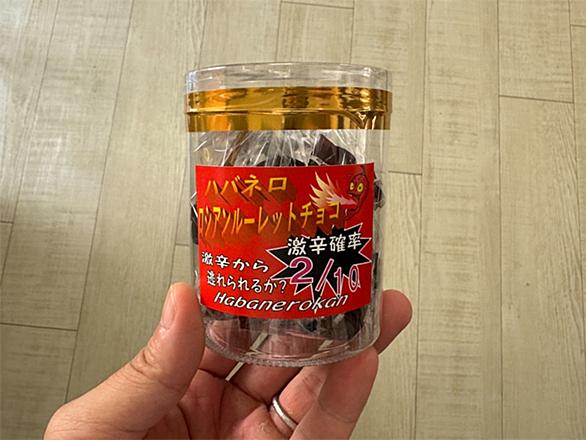 ハバネロ
ロシアンルーレットチョコ
激辛確率
2/10
激辛から
逃れられるか?
Habanerokan